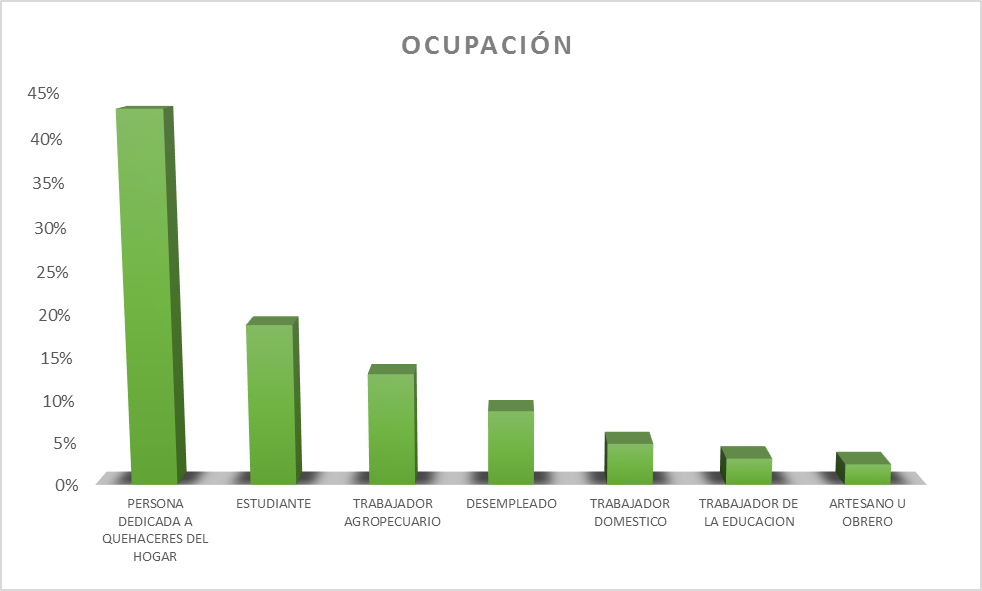 OCUPACIÓN
45%
40%
35%
30%
25%
20%
15%
10%
5%
0%
PERSONA
DEDICADA A
QUEHACERES DEL
HOGAR
ESTUDIANTE
TRABAJADOR
AGROPECUARIO
DESEMPLEADO
TRABAJADOR
DOMESTICO
TRABAJADOR DE
LA EDUCACION
ARTESANO U
OBRERO